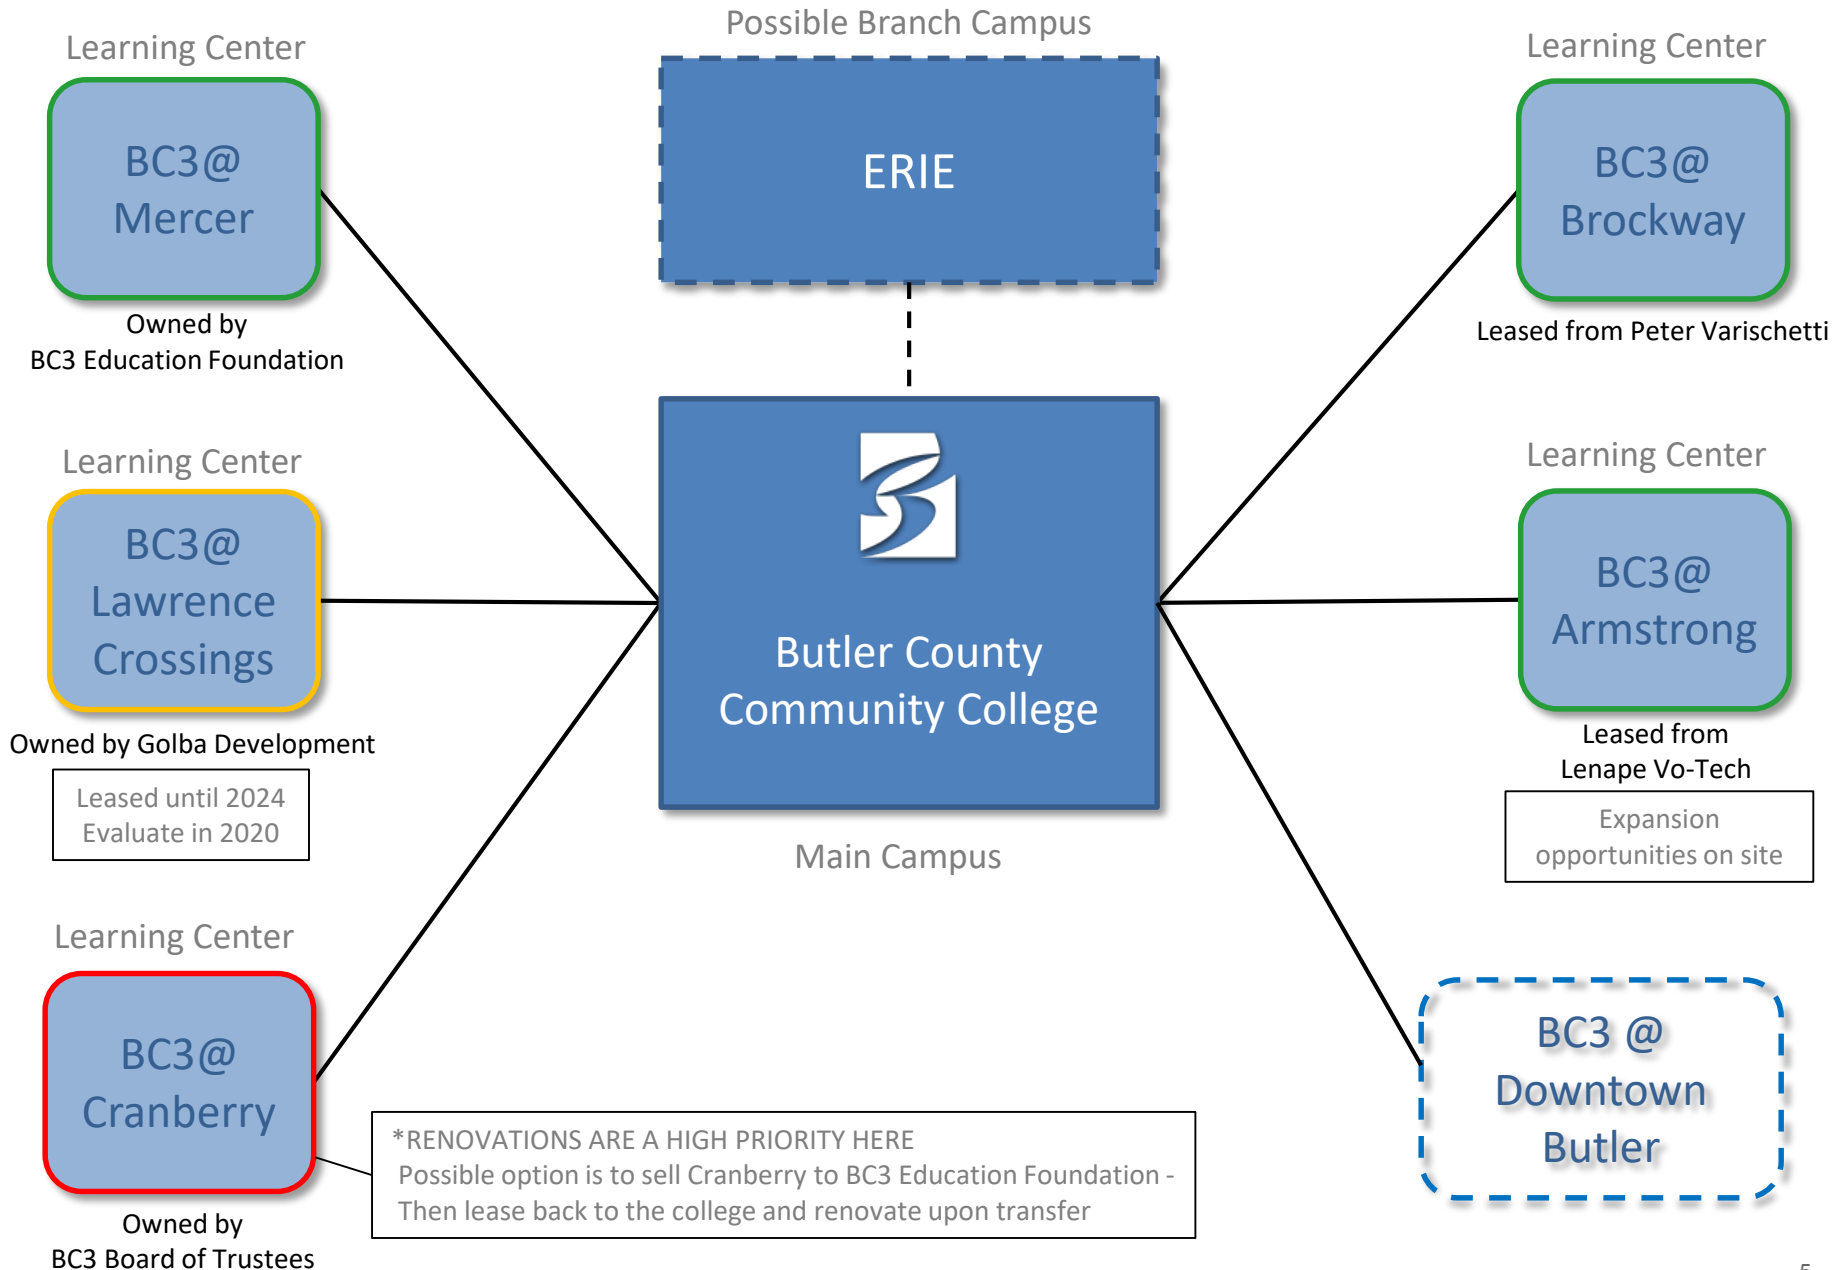 Possible Branch Campus
ERIE
Learning Center
BC3@
Mercer
Owned by
BC3 Education Foundation
Learning Center
BC3@
Lawrence
Crossings
Owned by Golba Development
Leased until 2024
Evaluate in 2020
Learning Center
BC3@
Cranberry
Owned by
BC3 Board of Trustees
*RENOVATIONS ARE A HIGH PRIORITY HERE
Possible option is to sell Cranberry to BC3 Education Foundation -
Then lease back to the college and renovate upon transfer
Butler County
Community College
Main Campus
Learning Center
BC3@
Brockway
Leased from Peter Varischetti
Learning Center
BC3@
Armstrong
Leased from
Lenape Vo-Tech
Expansion
opportunities on site
BC3 @
Downtown
Butler
5